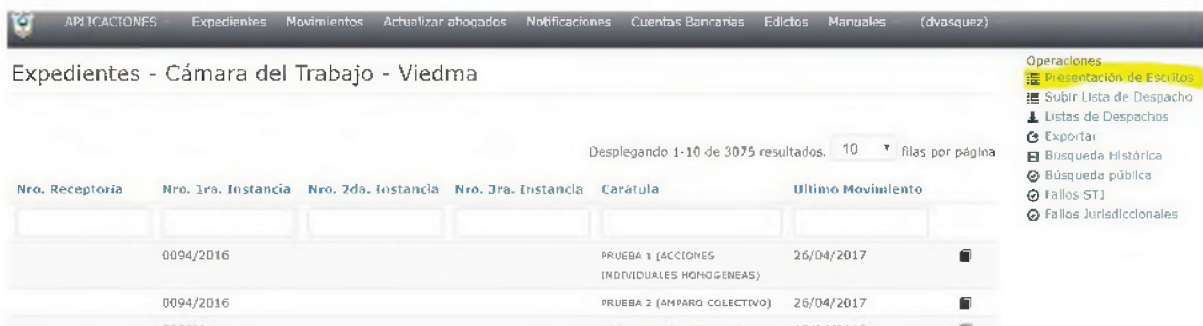 APLICACIONES Expedientes Movimientos Actualizar abogados Notificaciones Cuentas Bancarias Edictos Manuales (dvasquez)
Expedientes - Cámara del Trabajo - Viedma
Operaciones
Presentación de Escritos
Subir Lista de Despacho
Listas de Despachos
Exportar
Búsqueda Histórica
Búsqueda pública
Fallos STJ
Fallos Jurisdiccionales
Desplegando 1-10 de 3075 resultados. 10 filas por página
Nro. Receptoría Nro. 1ra. Instancia Nro. 2da. Instancia Nro. 3ra. Instancia Carátula Ultimo Movimiento
0094/2016 PRUEBA 1 (ACCIONES 26/04/2017
INDIVIDUALES HOMOGENEAS)
0094/2016 PRUEBA 2 (AMPARO COLECTIVO) 26/04/2017